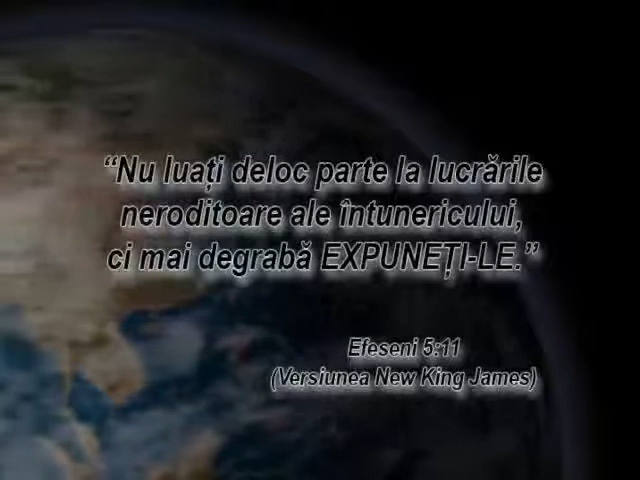 “Nu luați deloc parte la lucrările
neroditoare ale întunericului,
ci mai degrabă EXPUNEȚI-LE.”
Efeseni 5:11
(Versiunea New King James)